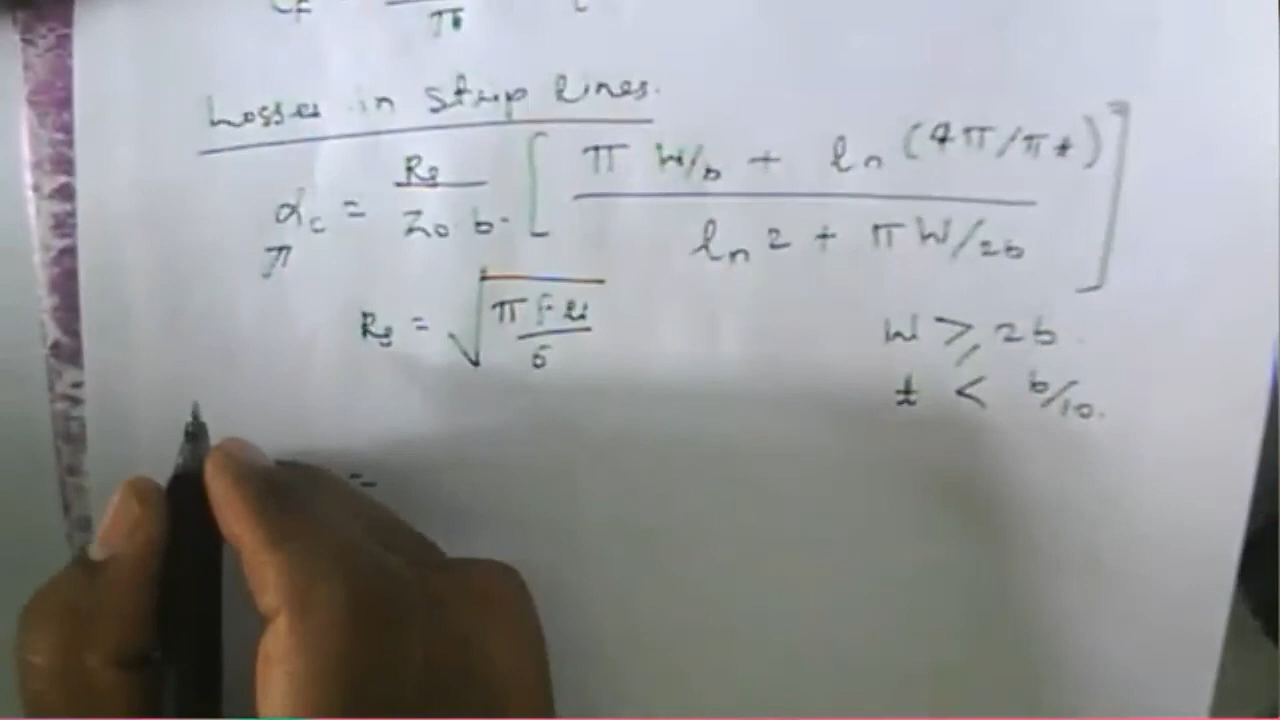 π
Losses in Strip lines.
αc = Rs / Z0 b · [ π W/b + ln (4π/πt) / ln 2 + π W/2b ]
π
Rs = √(π f μ / σ)
W ≥ 2b
t < b/10.
=